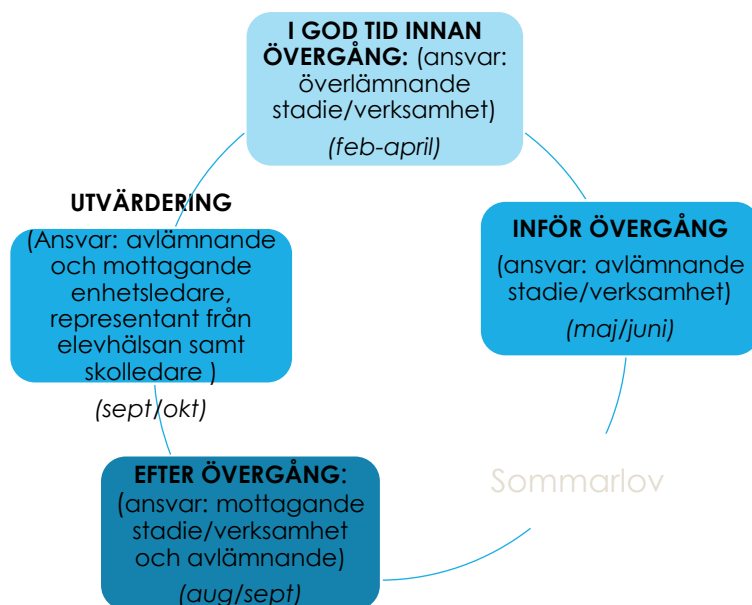 I GOD TID INNAN
ÖVERGÅNG: (ansvar:
överlämnande
stadie/verksamhet)
(feb-april)
INFÖR ÖVERGÅNG
(ansvar: avlämnande
stadie/verksamhet)
(maj/juni)
Sommarlov
EFTER ÖVERGÅNG:
(ansvar: mottagande
stadie/verksamhet
och avlämnande)
(aug/sept)
UTVÄRDERING
(Ansvar: avlämnande
och mottagande
enhetsledare,
representant från
elevhälsan samt
skolledare )
(sept/okt)